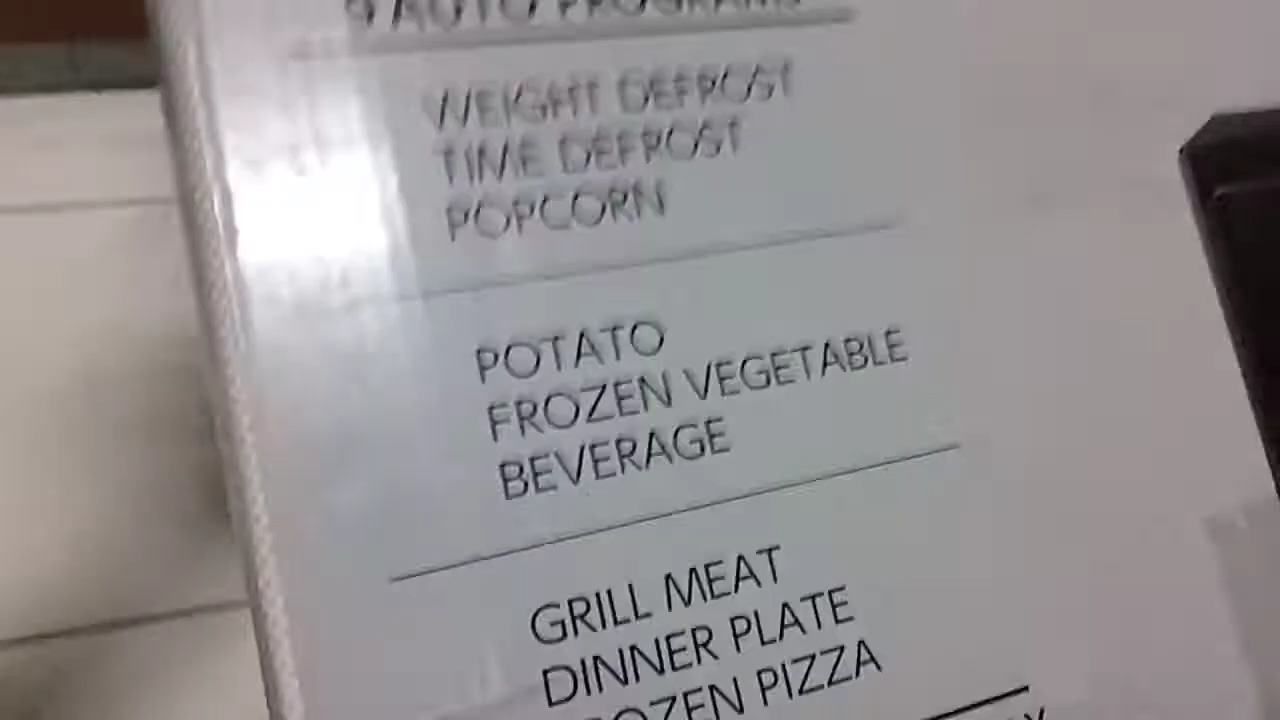 9 AUTO PROGRAMS
WEIGHT DEFROST
TIME DEFROST
POPCORN
POTATO
FROZEN VEGETABLE
BEVERAGE
GRILL MEAT
DINNER PLATE
FROZEN PIZZA